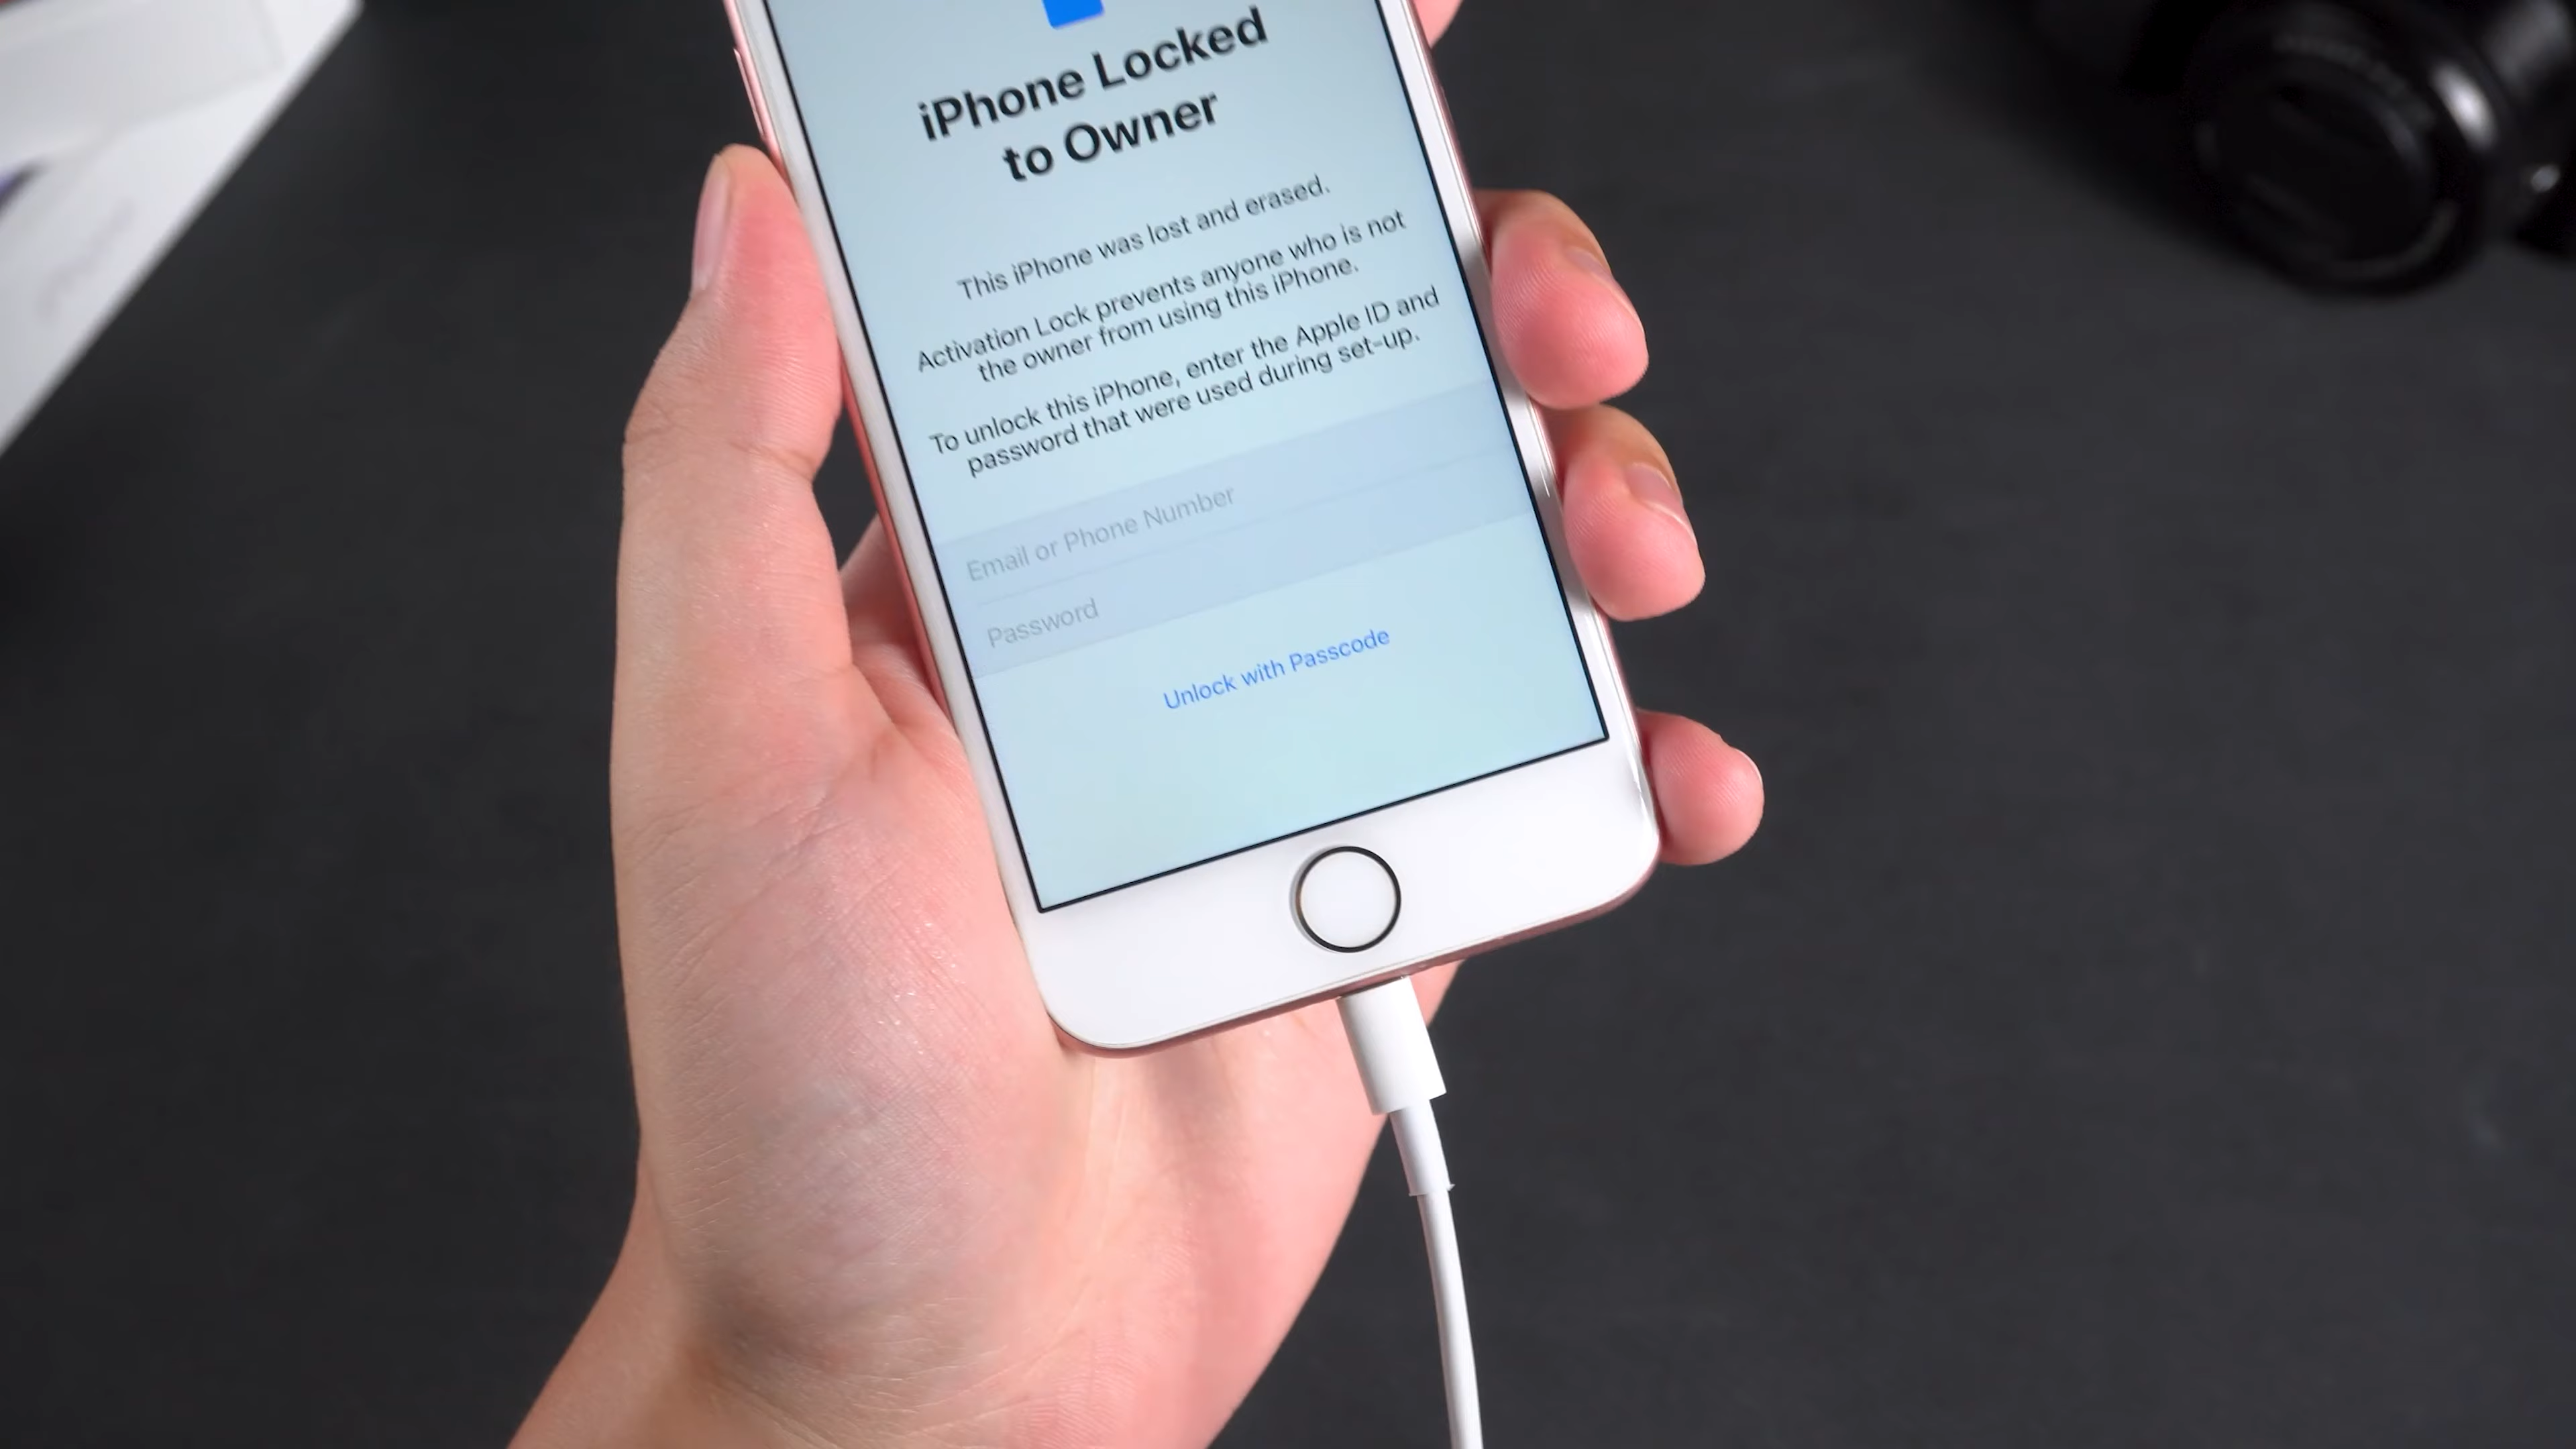 iPhone Locked
to Owner
This iPhone was lost and erased.
Activation Lock prevents anyone who is not
the owner from using this iPhone.
To unlock this iPhone, enter the Apple ID and
password that were used during set-up.
Email or Phone Number
Password
Unlock with Passcode